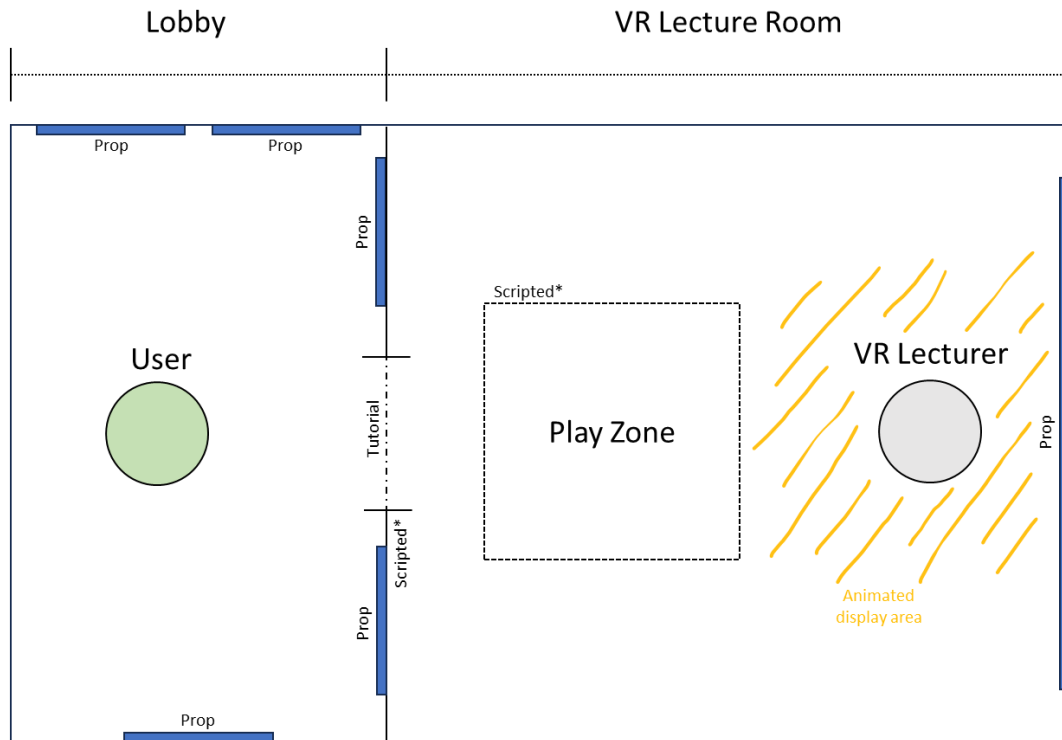 Lobby
VR Lecture Room
Prop
Prop
Prop
Scripted*
User
VR Lecturer
Tutorial
Play Zone
Prop
Scripted*
Prop
Animated
display area
Prop